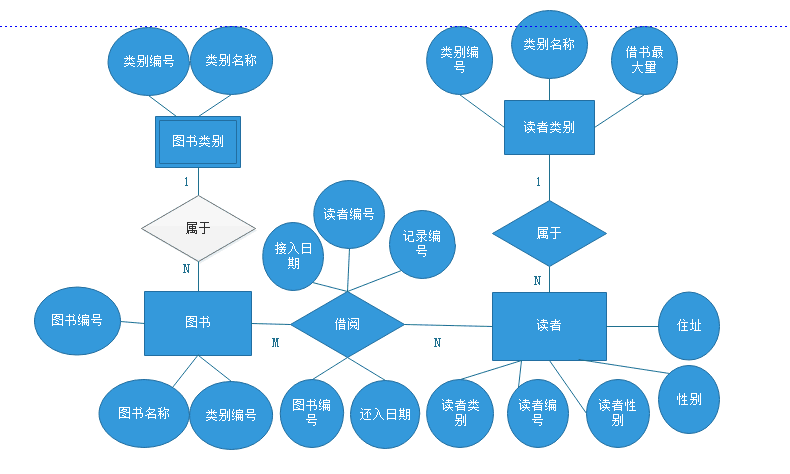 类别编号
类别名称
类别编
号
类别名称
借书最
大量
图书类别
读者类别
1
1
属于
属于
接入日
期
读者编号
记录编
号
N
N
图书编号
图书
借阅
读者
住址
M
N
图书名称
类别编号
图书编
号
还入日期
读者类
别
读者编
号
读者性
别
性别